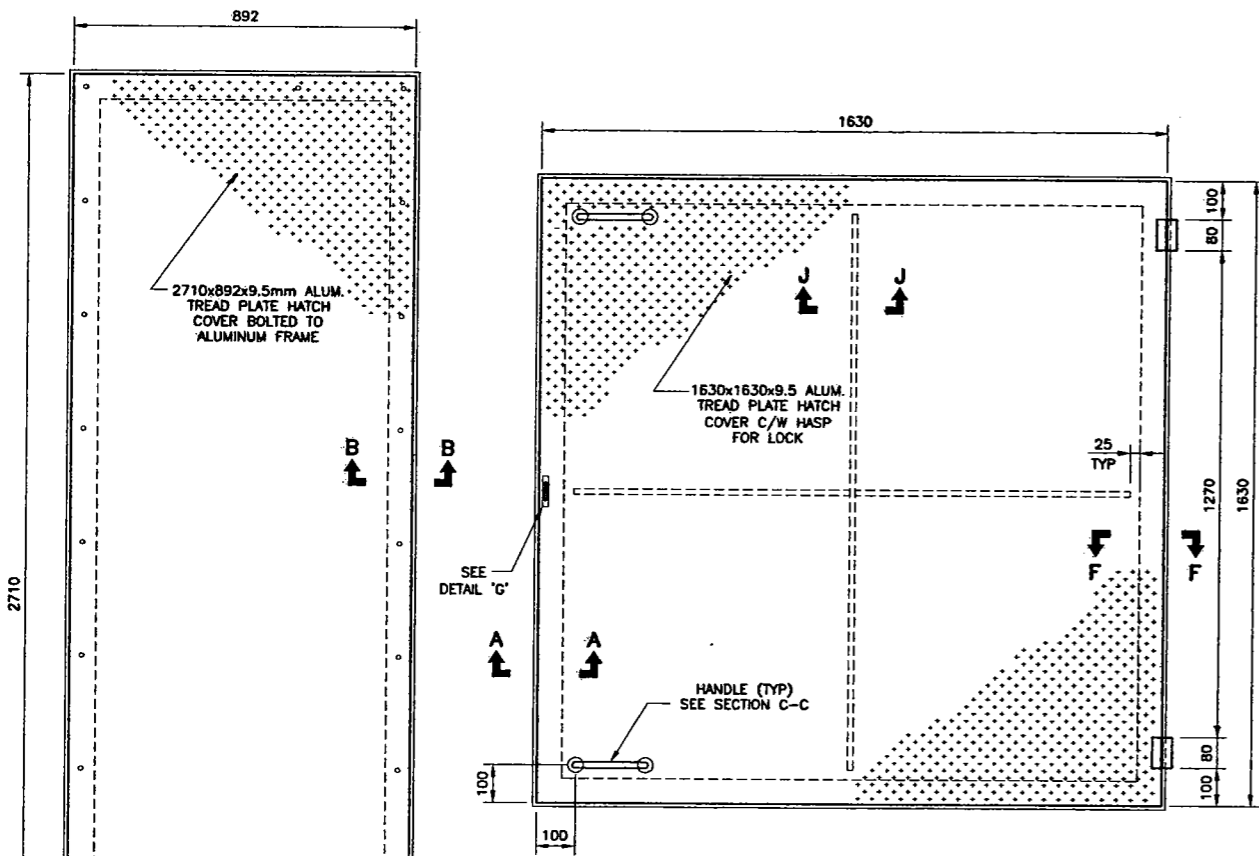 892
2710
2710x892x9.5mm ALUM.
TREAD PLATE HATCH
COVER BOLTED TO
ALUMINUM FRAME
B B
1630
100
80
J J
1630x1630x9.5 ALUM.
TREAD PLATE HATCH
COVER C/W HASP
FOR LOCK
25
TYP
1270
1630
SEE
DETAIL 'G'
F F
A A
HANDLE (TYP)
SEE SECTION C-C
100
100
80
100